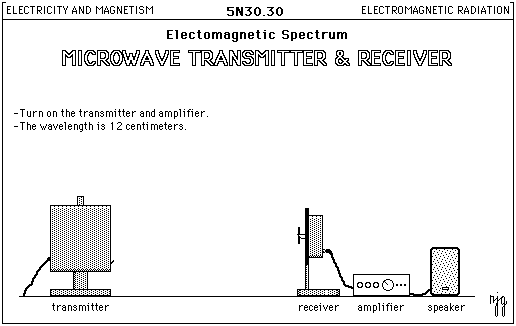 ELECTRICITY AND MAGNETISM 5N30.30 ELECTROMAGNETIC RADIATION
Electomagnetic Spectrum
MICROWAVE TRANSMITTER & RECEIVER
-Turn on the transmitter and amplifier.
-The wavelength is 12 centimeters.
transmitter receiver amplifier speaker
njg